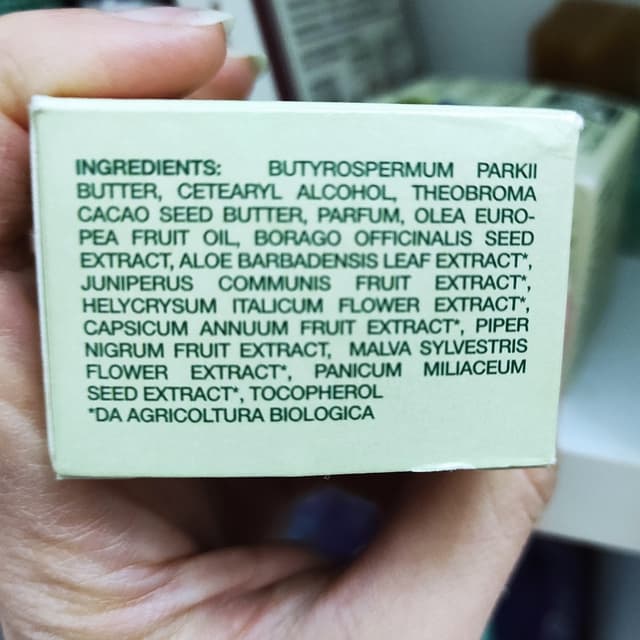 INGREDIENTS: BUTYROSPERMUM PARKII
BUTTER, CETEARYL ALCOHOL, THEOBROMA
CACAO SEED BUTTER, PARFUM, OLEA EURO-
PEA FRUIT OIL, BORAGO OFFICINALIS SEED
EXTRACT, ALOE BARBADENSIS LEAF EXTRACT*,
JUNIPERUS COMMUNIS FRUIT EXTRACT*,
HELYCRYSUM ITALICUM FLOWER EXTRACT*,
CAPSICUM ANNUUM FRUIT EXTRACT*, PIPER
NIGRUM FRUIT EXTRACT, MALVA SYLVESTRIS
FLOWER EXTRACT*, PANICUM MILIACEUM
SEED EXTRACT*, TOCOPHEROL
*DA AGRICOLTURA BIOLOGICA